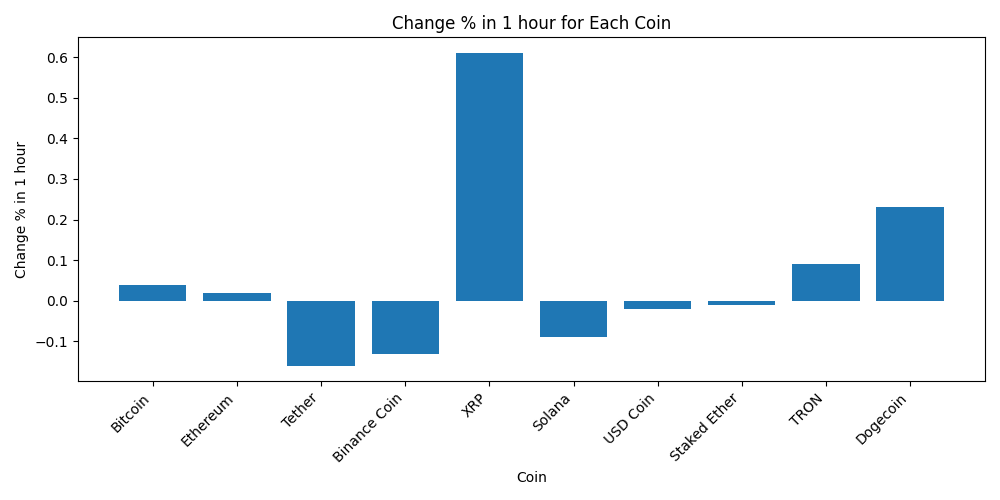 Change % in 1 hour for Each Coin
Change % in 1 hour
0.6
0.5
0.4
0.3
0.2
0.1
0.0
−0.1
Bitcoin
Ethereum
Tether
Binance Coin
XRP
Solana
USD Coin
Staked Ether
TRON
Dogecoin
Coin